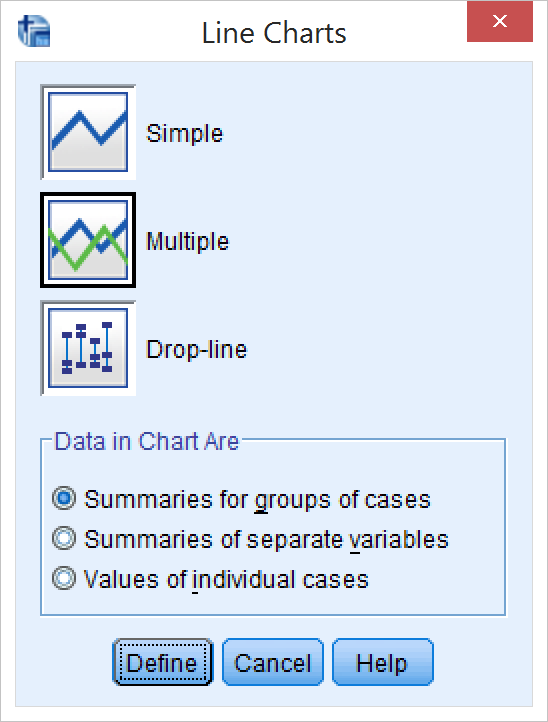 Line Charts
Simple
Multiple
Drop-line
Data in Chart Are
Summaries for groups of cases
Summaries of separate variables
Values of individual cases
Define
Cancel
Help